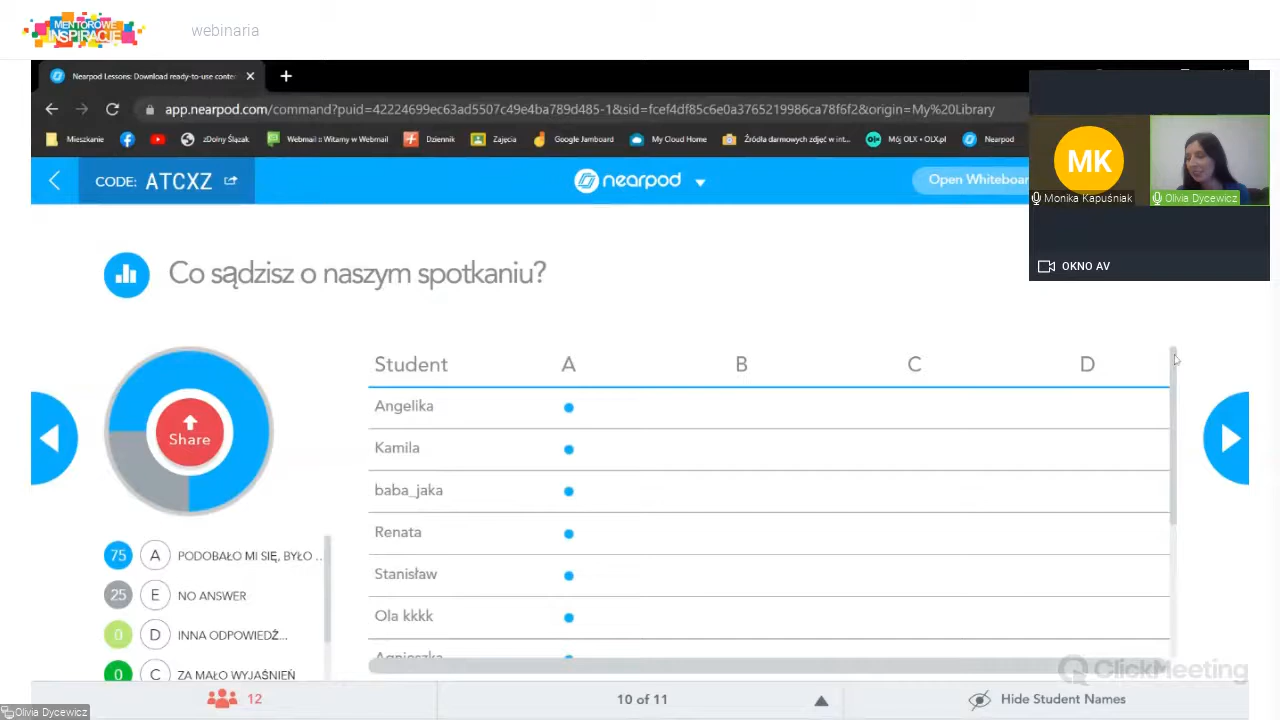 MENTOROWE
INSPIRACJE
webinaria
Nearpod Lessons: Download ready-to-use conte
app.nearpod.com/command?puid=42224699ec63ad5507c49e4ba789d485-1&sid=fcef4df85c6e0a3765219986ca78f6f2&origin=My%20Library
Mieszkanie
zDolny Ślązak
Webmail :: Witamy w Webmail
Dziennik
Zajęcia
Google Jamboard
My Cloud Home
Źródła darmowych zdjęć w int...
Mój OLX • OLX.pl
Nearpod
CODE: ATCXZ
nearpod
Open Whiteboar
MK
Monika Kapuśniak
Olivia Dycewicz
OKNO AV
Co sądzisz o naszym spotkaniu?
Share
Student A B C D
Angelika
Kamila
baba_jaka
Renata
Stanisław
Ola kkkk
Agnieszka
75 A PODOBAŁO MI SIĘ, BYŁO ...
25 E NO ANSWER
0 D INNA ODPOWIEDŹ...
0 C ZA MAŁO WYJAŚNIEŃ
ClickMeeting
12
10 of 11
Hide Student Names
Olivia Dycewicz